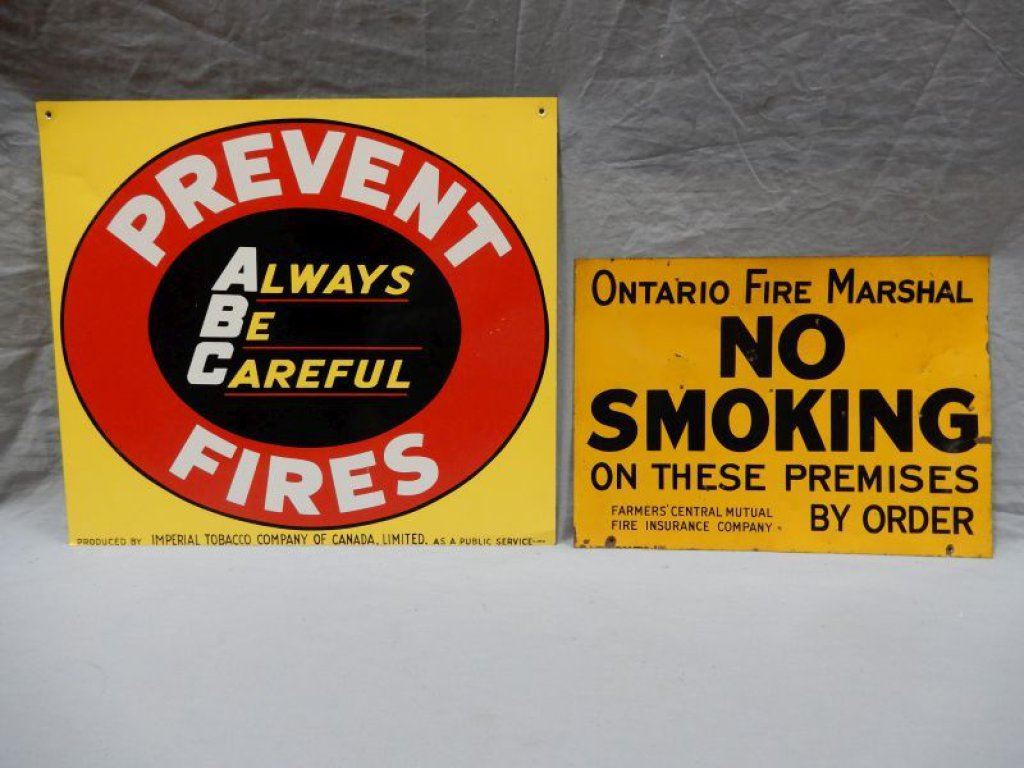 PREVENT
ALWAYS
BE
CAREFUL
FIRES
PRODUCED BY IMPERIAL TOBACCO COMPANY OF CANADA, LIMITED, AS A PUBLIC SERVICE
ONTARIO FIRE MARSHAL
NO
SMOKING
ON THESE PREMISES
FARMERS' CENTRAL MUTUAL
FIRE INSURANCE COMPANY
BY ORDER